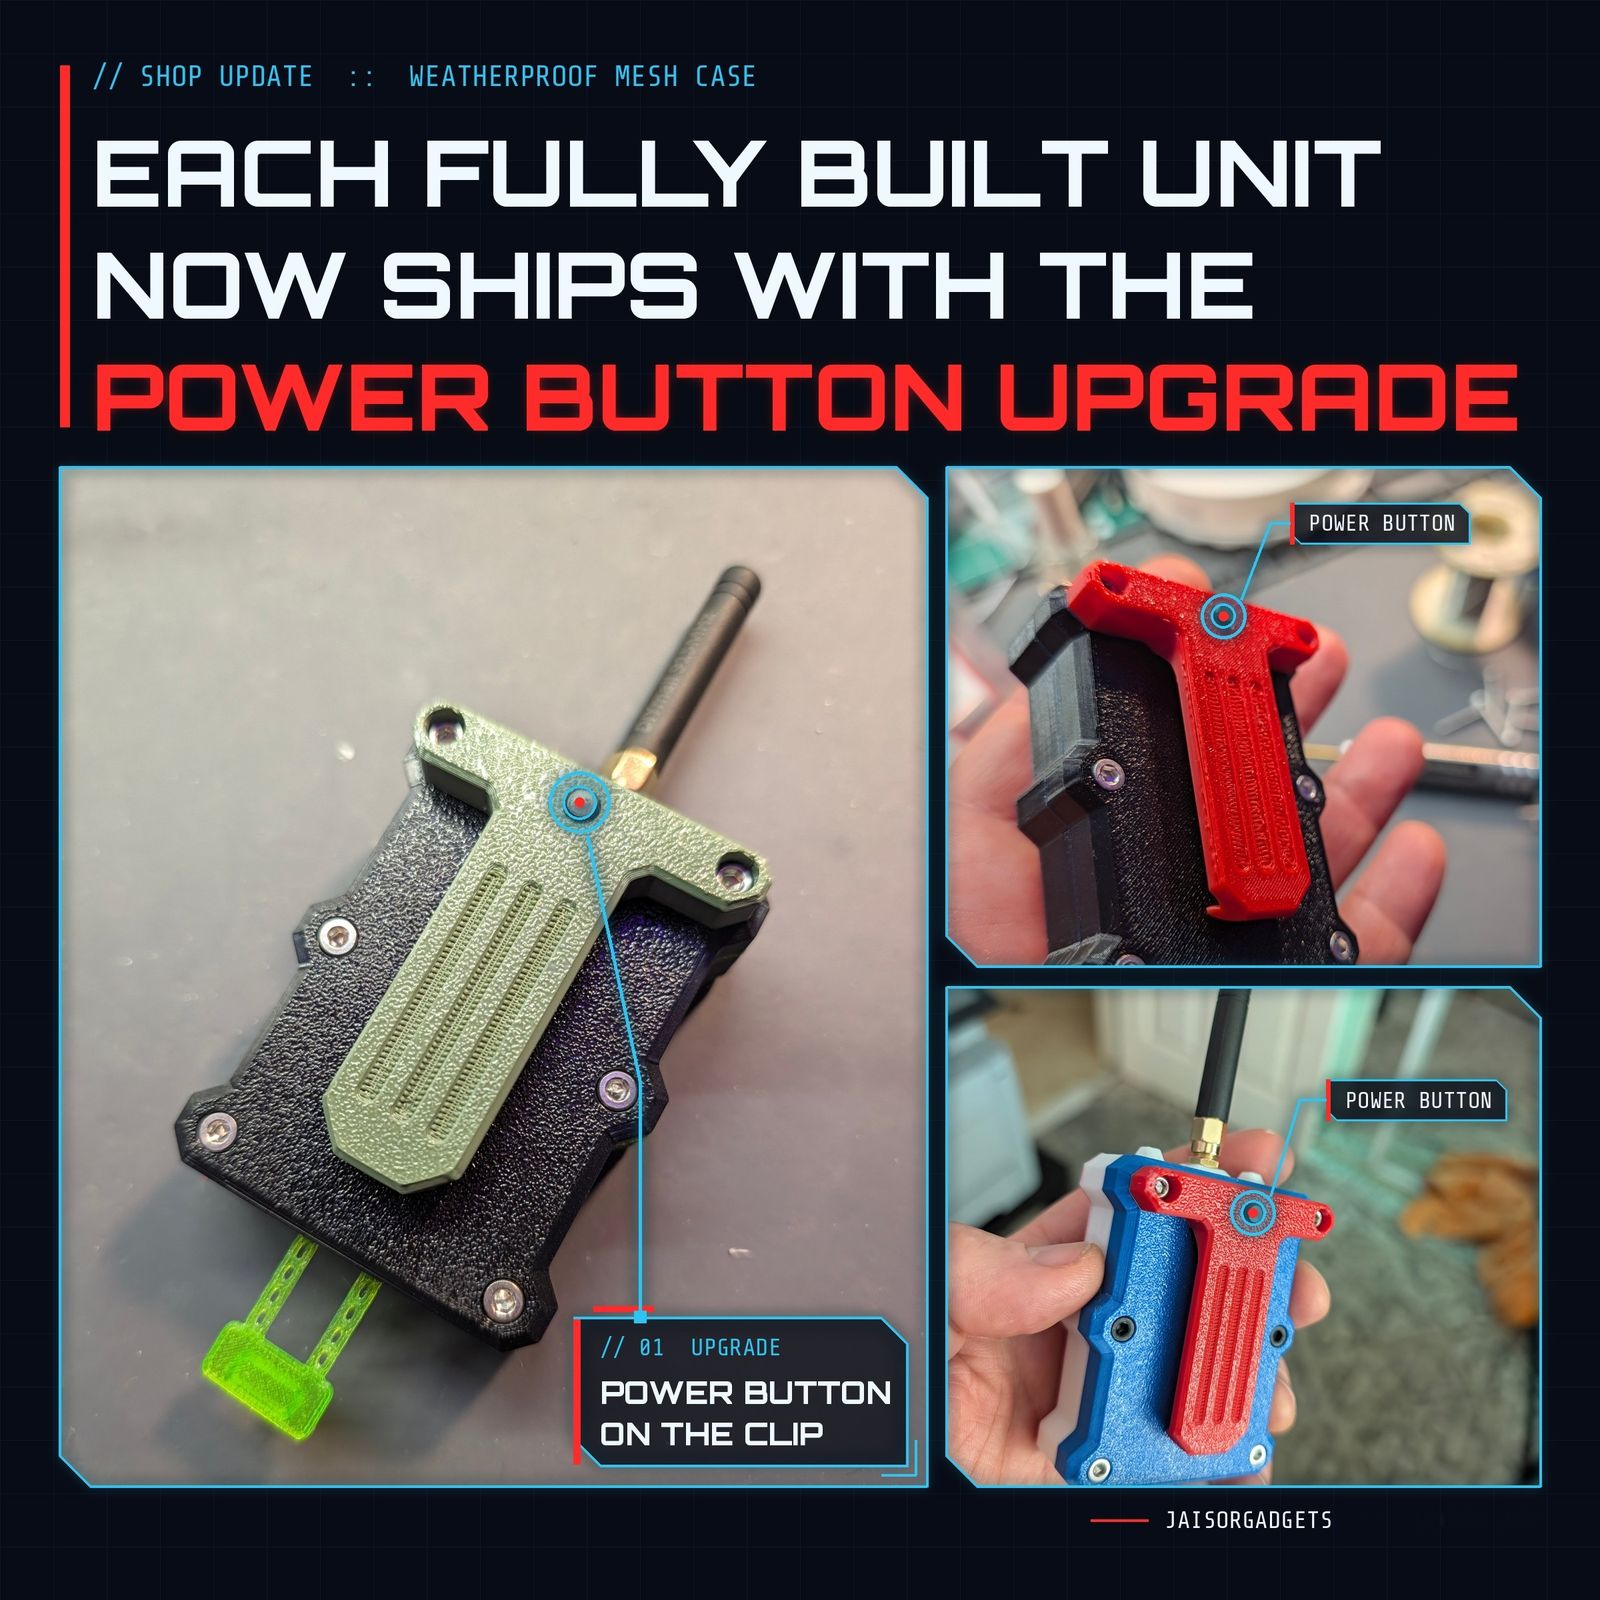 // SHOP UPDATE :: WEATHERPROOF MESH CASE
EACH FULLY BUILT UNIT
NOW SHIPS WITH THE
POWER BUTTON UPGRADE
POWER BUTTON
POWER BUTTON
// 01 UPGRADE
POWER BUTTON
ON THE CLIP
JAISORGADGETS